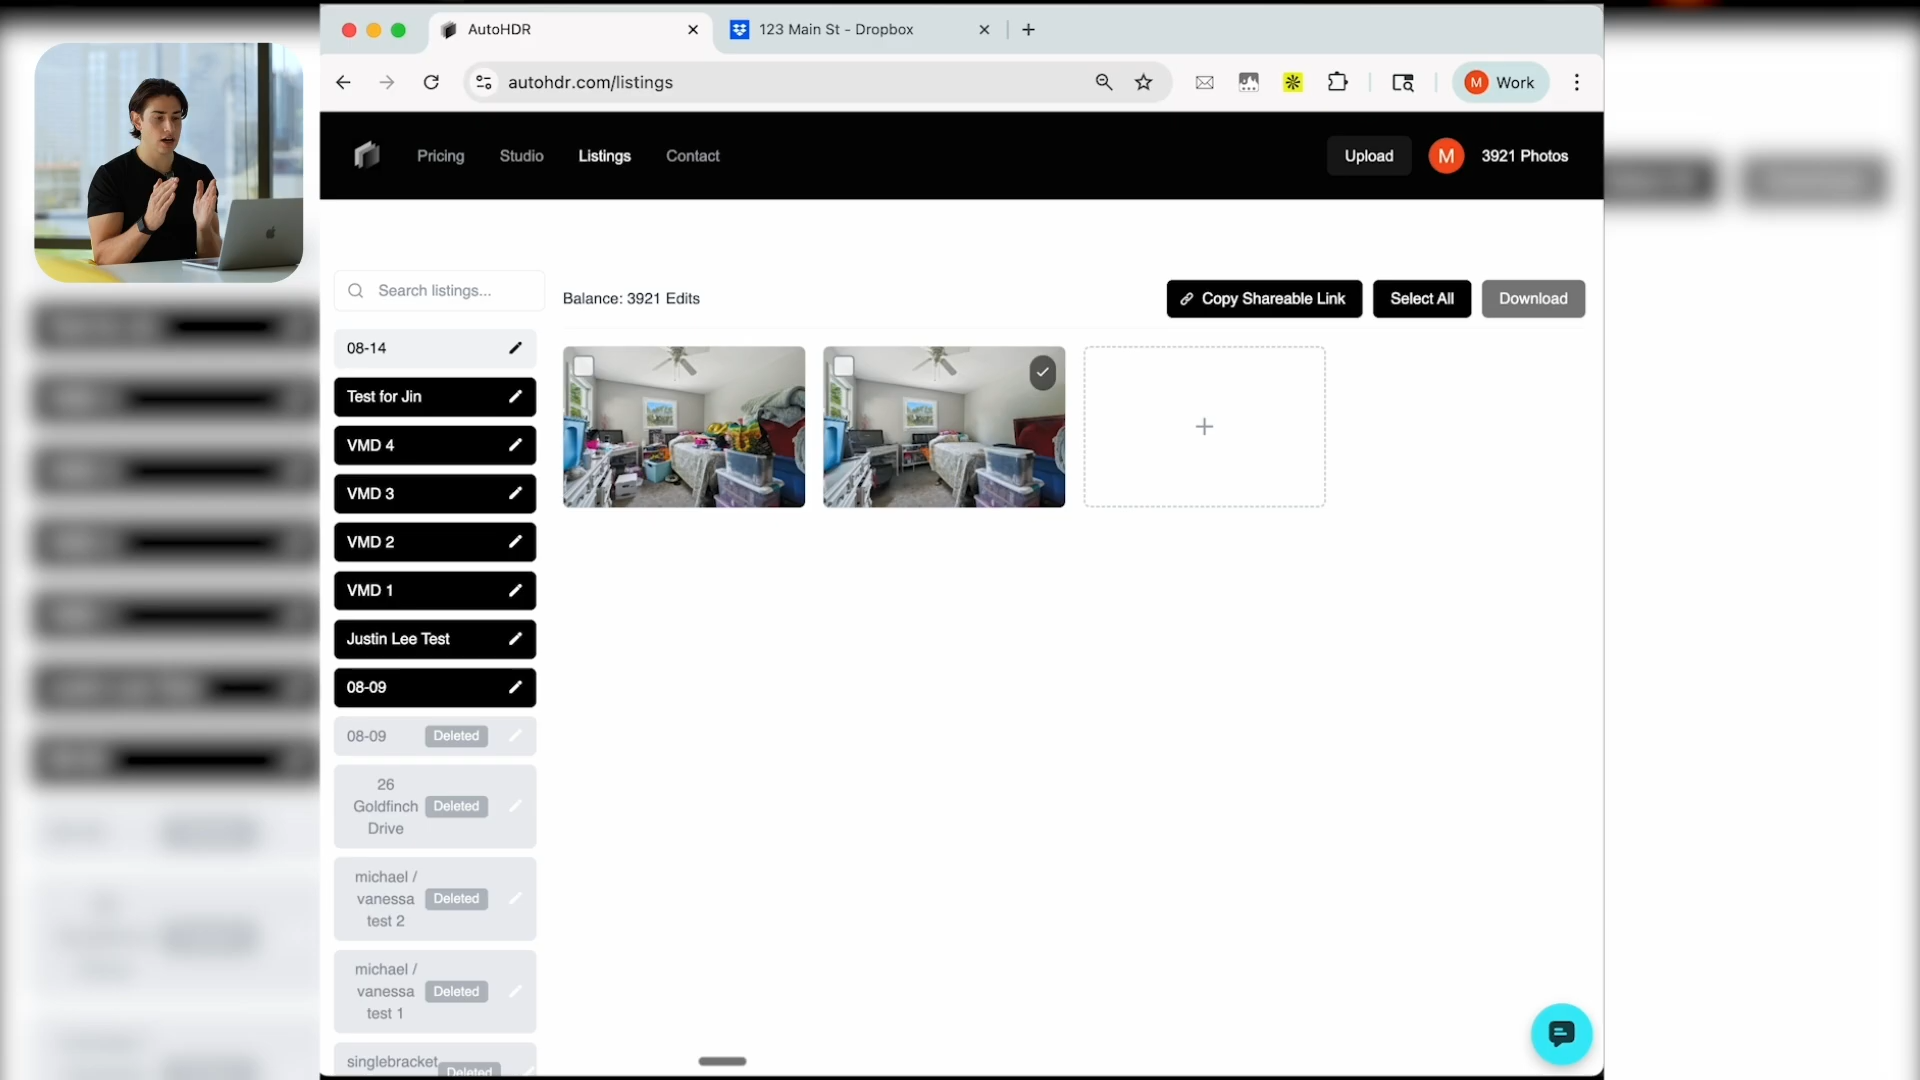 AutoHDR
123 Main St - Dropbox
autohdr.com/listings
M Work
Pricing
Studio
Listings
Contact
Upload
M
3921 Photos
Search listings...
Balance: 3921 Edits
Copy Shareable Link
Select All
Download
08-14
Test for Jin
VMD 4
VMD 3
VMD 2
VMD 1
Justin Lee Test
08-09
08-09
Deleted
26
Goldfinch
Drive
Deleted
michael /
vanessa
test 2
Deleted
michael /
vanessa
test 1
Deleted
singlebracket
Deleted